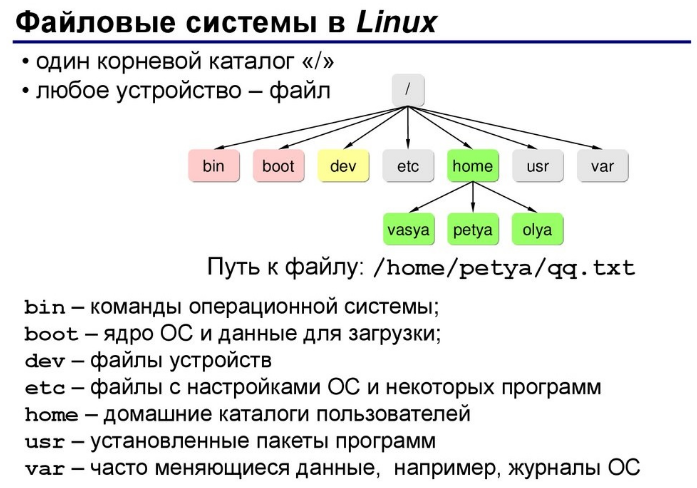 Файловые системы в Linux
• один корневой каталог «/»
• любое устройство – файл
/
bin boot dev etc home usr var
vasya petya olya
Путь к файлу: /home/petya/qq.txt
bin – команды операционной системы;
boot – ядро ОС и данные для загрузки;
dev – файлы устройств
etc – файлы с настройками ОС и некоторых программ
home – домашние каталоги пользователей
usr – установленные пакеты программ
var – часто меняющиеся данные, например, журналы ОС